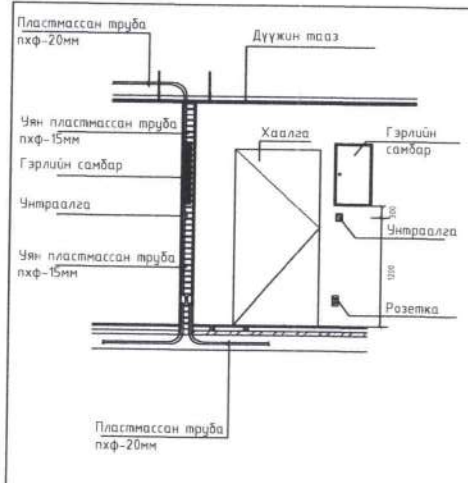 Пластмассан труба
пхф-20мм
Дүүжин тааз
Уян пластмассан труба
пхф-15мм
Хаалга
Гэрлийн
самбар
Гэрлийн самбар
Унтраалга
300
Унтраалга
Уян пластмассан труба
пхф-15мм
1200
Розетка
Пластмассан труба
пхф-20мм